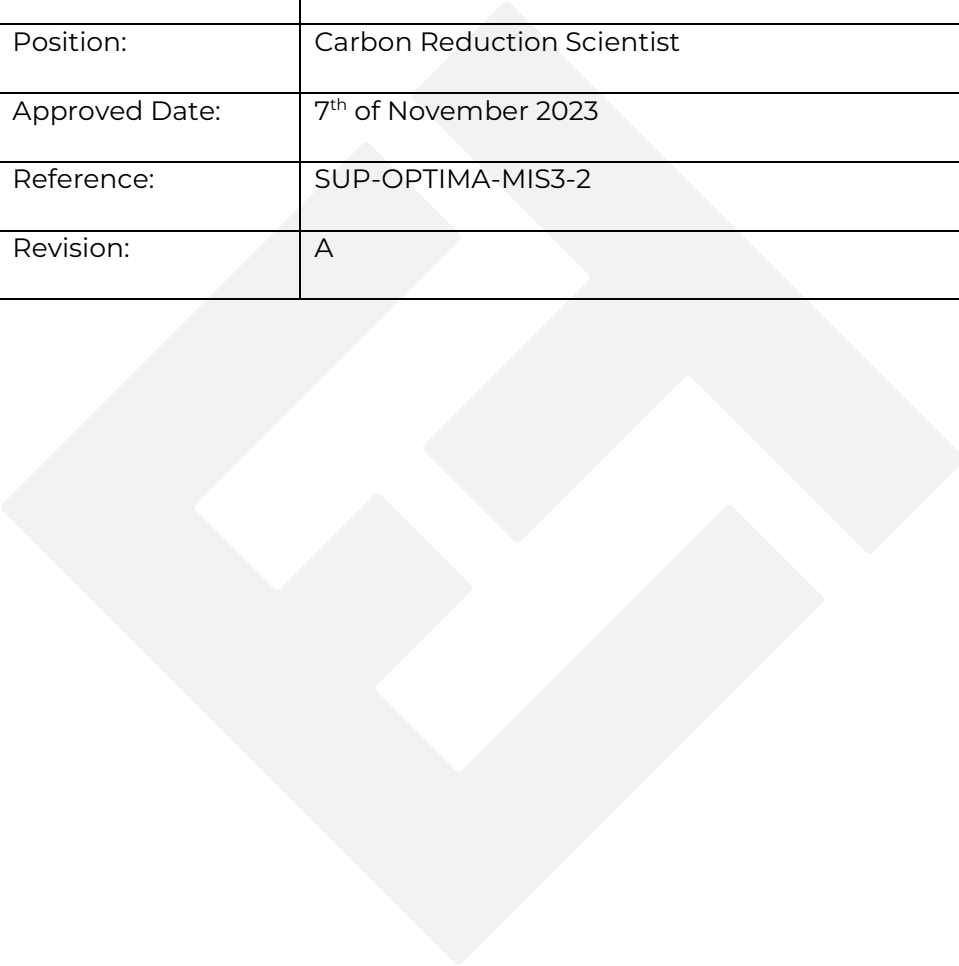 Position: Carbon Reduction Scientist
Approved Date: 7th of November 2023
Reference: SUP-OPTIMA-MIS3-2
Revision: A